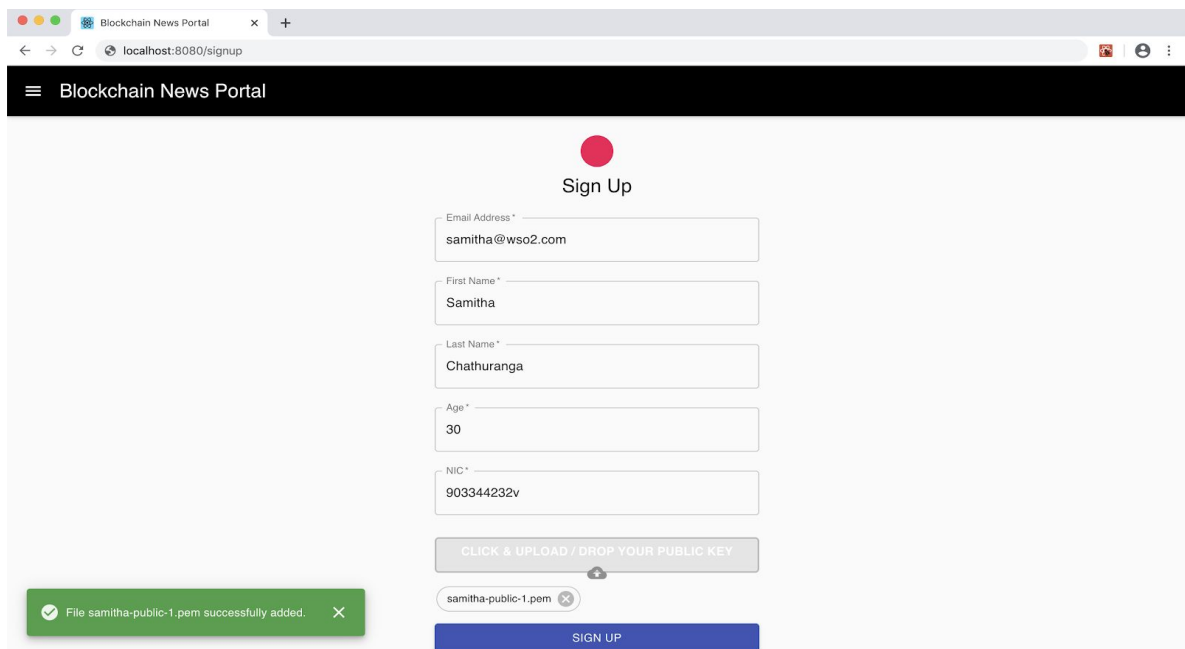 Blockchain News Portal
localhost:8080/signup
Blockchain News Portal
Sign Up
Email Address *
samitha@wso2.com
First Name *
Samitha
Last Name *
Chathuranga
Age *
30
NIC *
903344232v
CLICK & UPLOAD / DROP YOUR PUBLIC KEY
samitha-public-1.pem
File samitha-public-1.pem successfully added.
SIGN UP